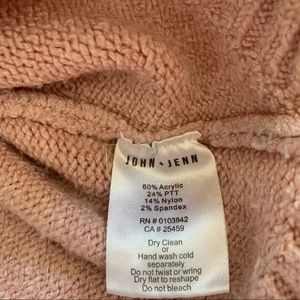 JOHN + JENN
60% Acrylic
24% PTT
14% Nylon
2% Spandex
RN # 0103842
CA # 25459
Dry Clean
or
Hand wash cold
separately
Do not twist or wring
Dry flat to reshape
Do not bleach